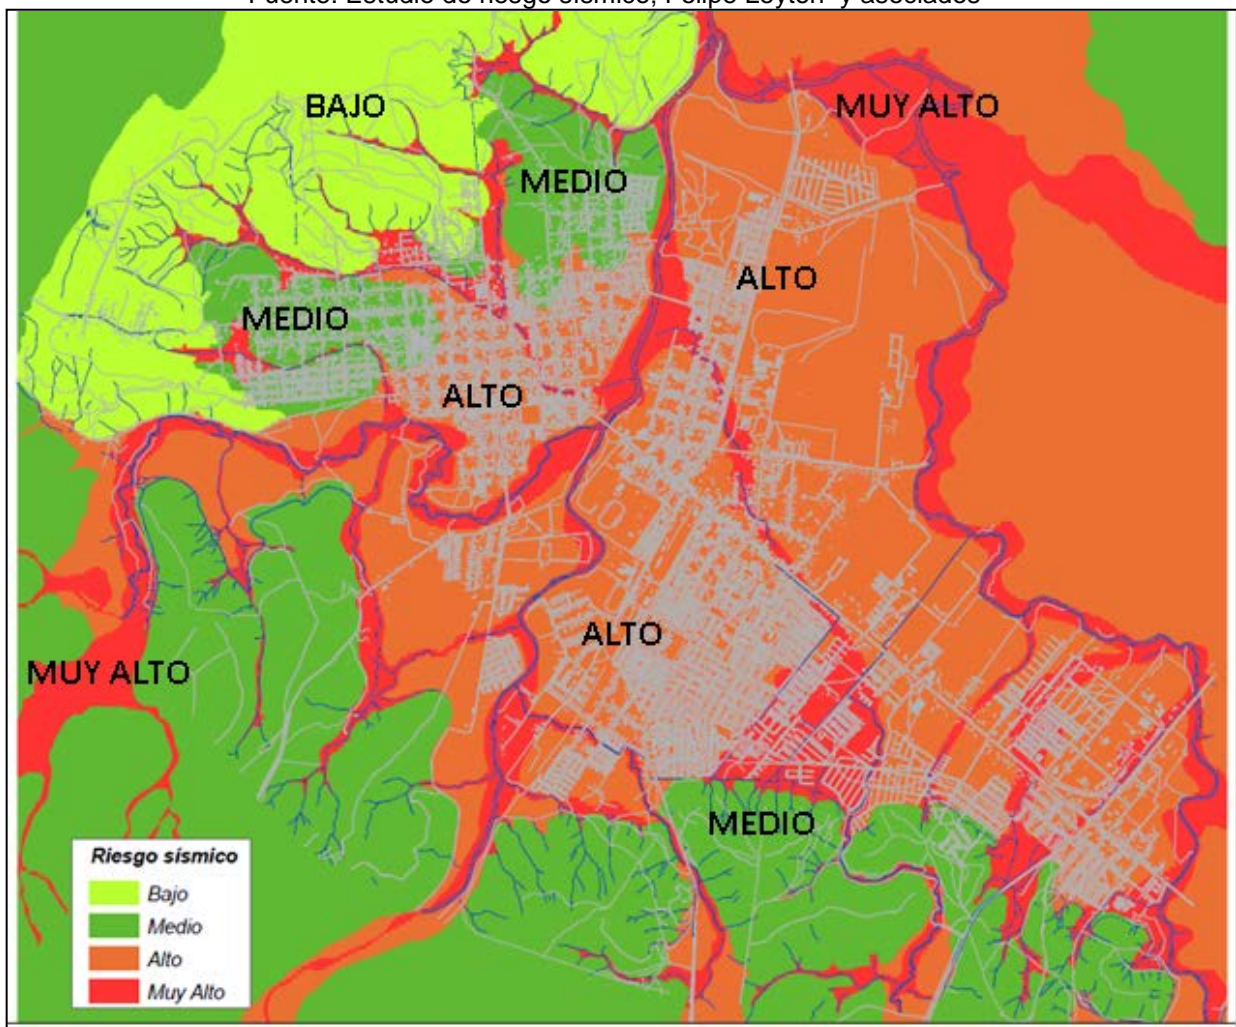 Fuente: Estudio de riesgo sísmico, Felipe Leyton y asociados
BAJO
MUY ALTO
MEDIO
ALTO
MEDIO
ALTO
ALTO
MUY ALTO
MEDIO
Riesgo sísmico
Bajo
Medio
Alto
Muy Alto